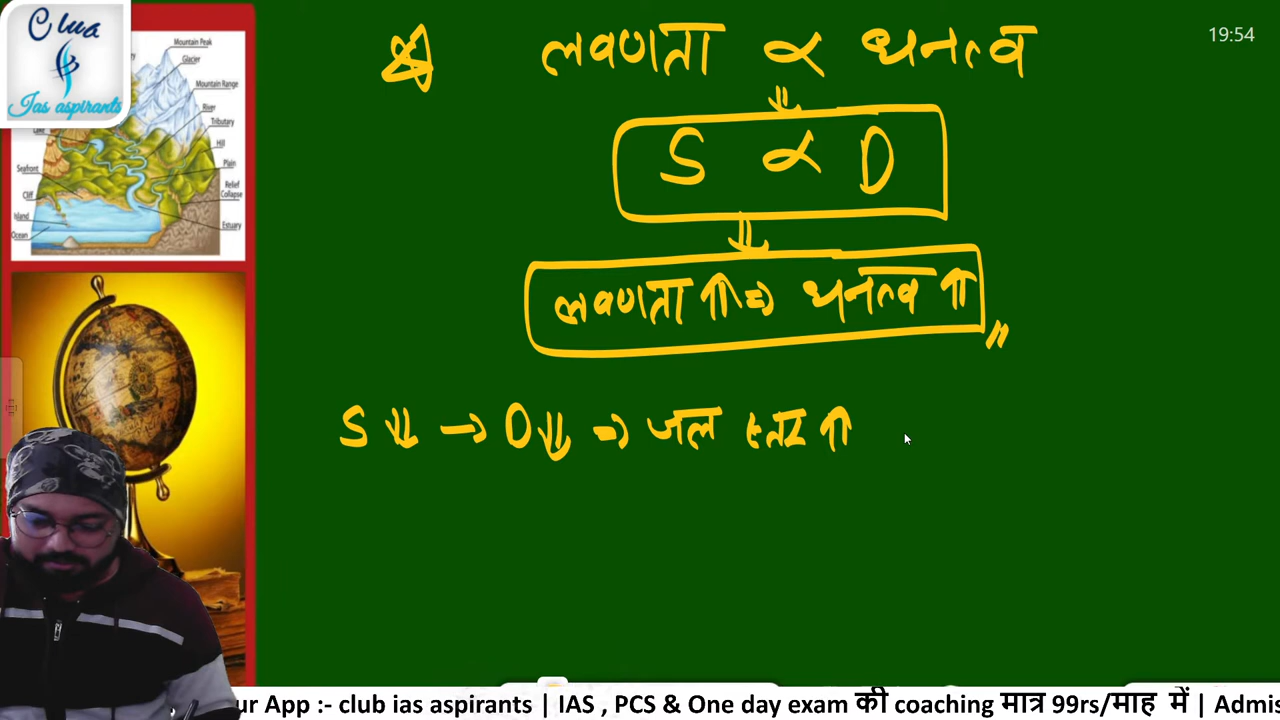 Club
Ias aspirants
Mountain Peak
Glacier
Mountain Range
River
Tributary
Hill
Lake
Plain
Seafont
Relief
Collapse
Cliff
Island
Estuary
Ocean
19:54
लवणता ∝ घनत्व
⇓
S ∝ D
⇓
लवणता ⇑ ⇒ घनत्व ⇑
S⇓ → D⇓ ⇒ जल स्तर ⇑
ur App :- club ias aspirants | IAS , PCS & One day exam की coaching मात्र 99rs/माह में | Admis